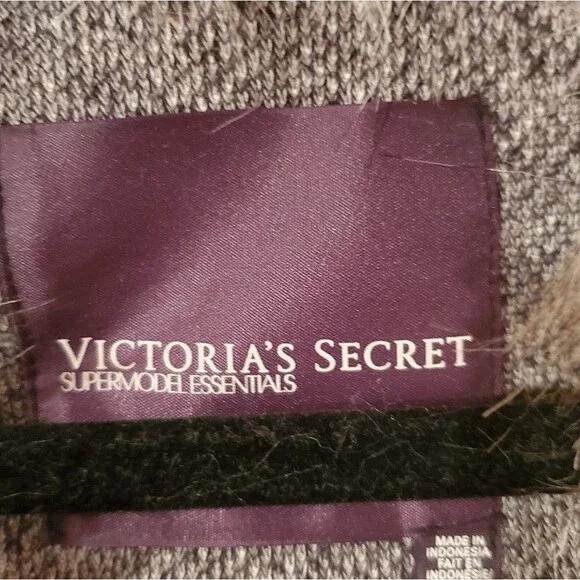 VICTORIA'S SECRET
SUPERMODEL ESSENTIALS
MADE IN
INDONESIA
FAIT EN
INDONESIE